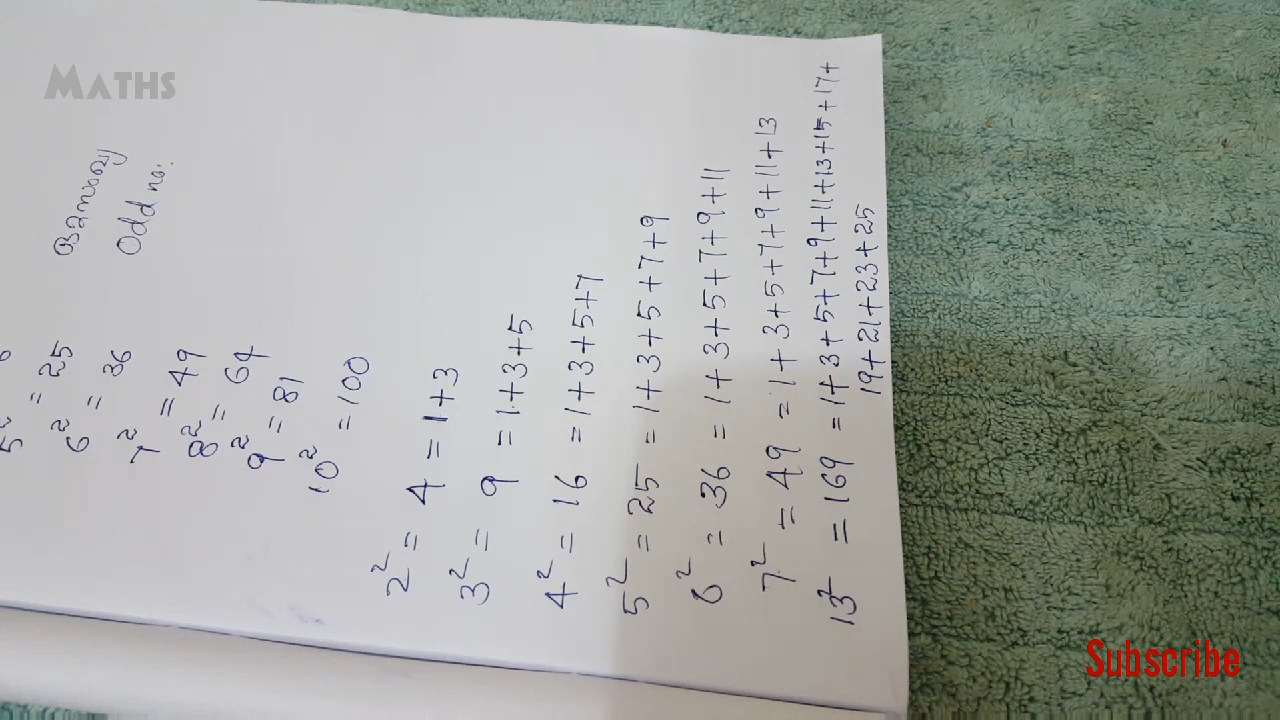 MATHS
ഒറ്റസംഖ്യ
Odd no:
5² = 25
6² = 36
7² = 49
8² = 64
9² = 81
10² = 100
2² = 4 = 1+3
3² = 9 = 1+3+5
4² = 16 = 1+3+5+7
5² = 25 = 1+3+5+7+9
6² = 36 = 1+3+5+7+9+11
7² = 49 = 1+3+5+7+9+11+13
13² = 169 = 1+3+5+7+9+11+13+15+17+
19+21+23+25
Subscribe